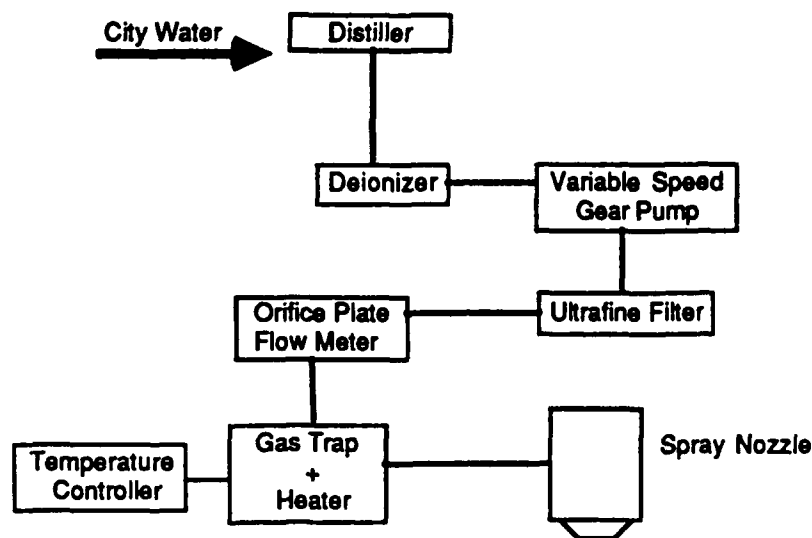 City Water
Distiller
Deionizer
Variable Speed
Gear Pump
Orifice Plate
Flow Meter
Ultrafine Filter
Temperature
Controller
Gas Trap
+
Heater
Spray Nozzle